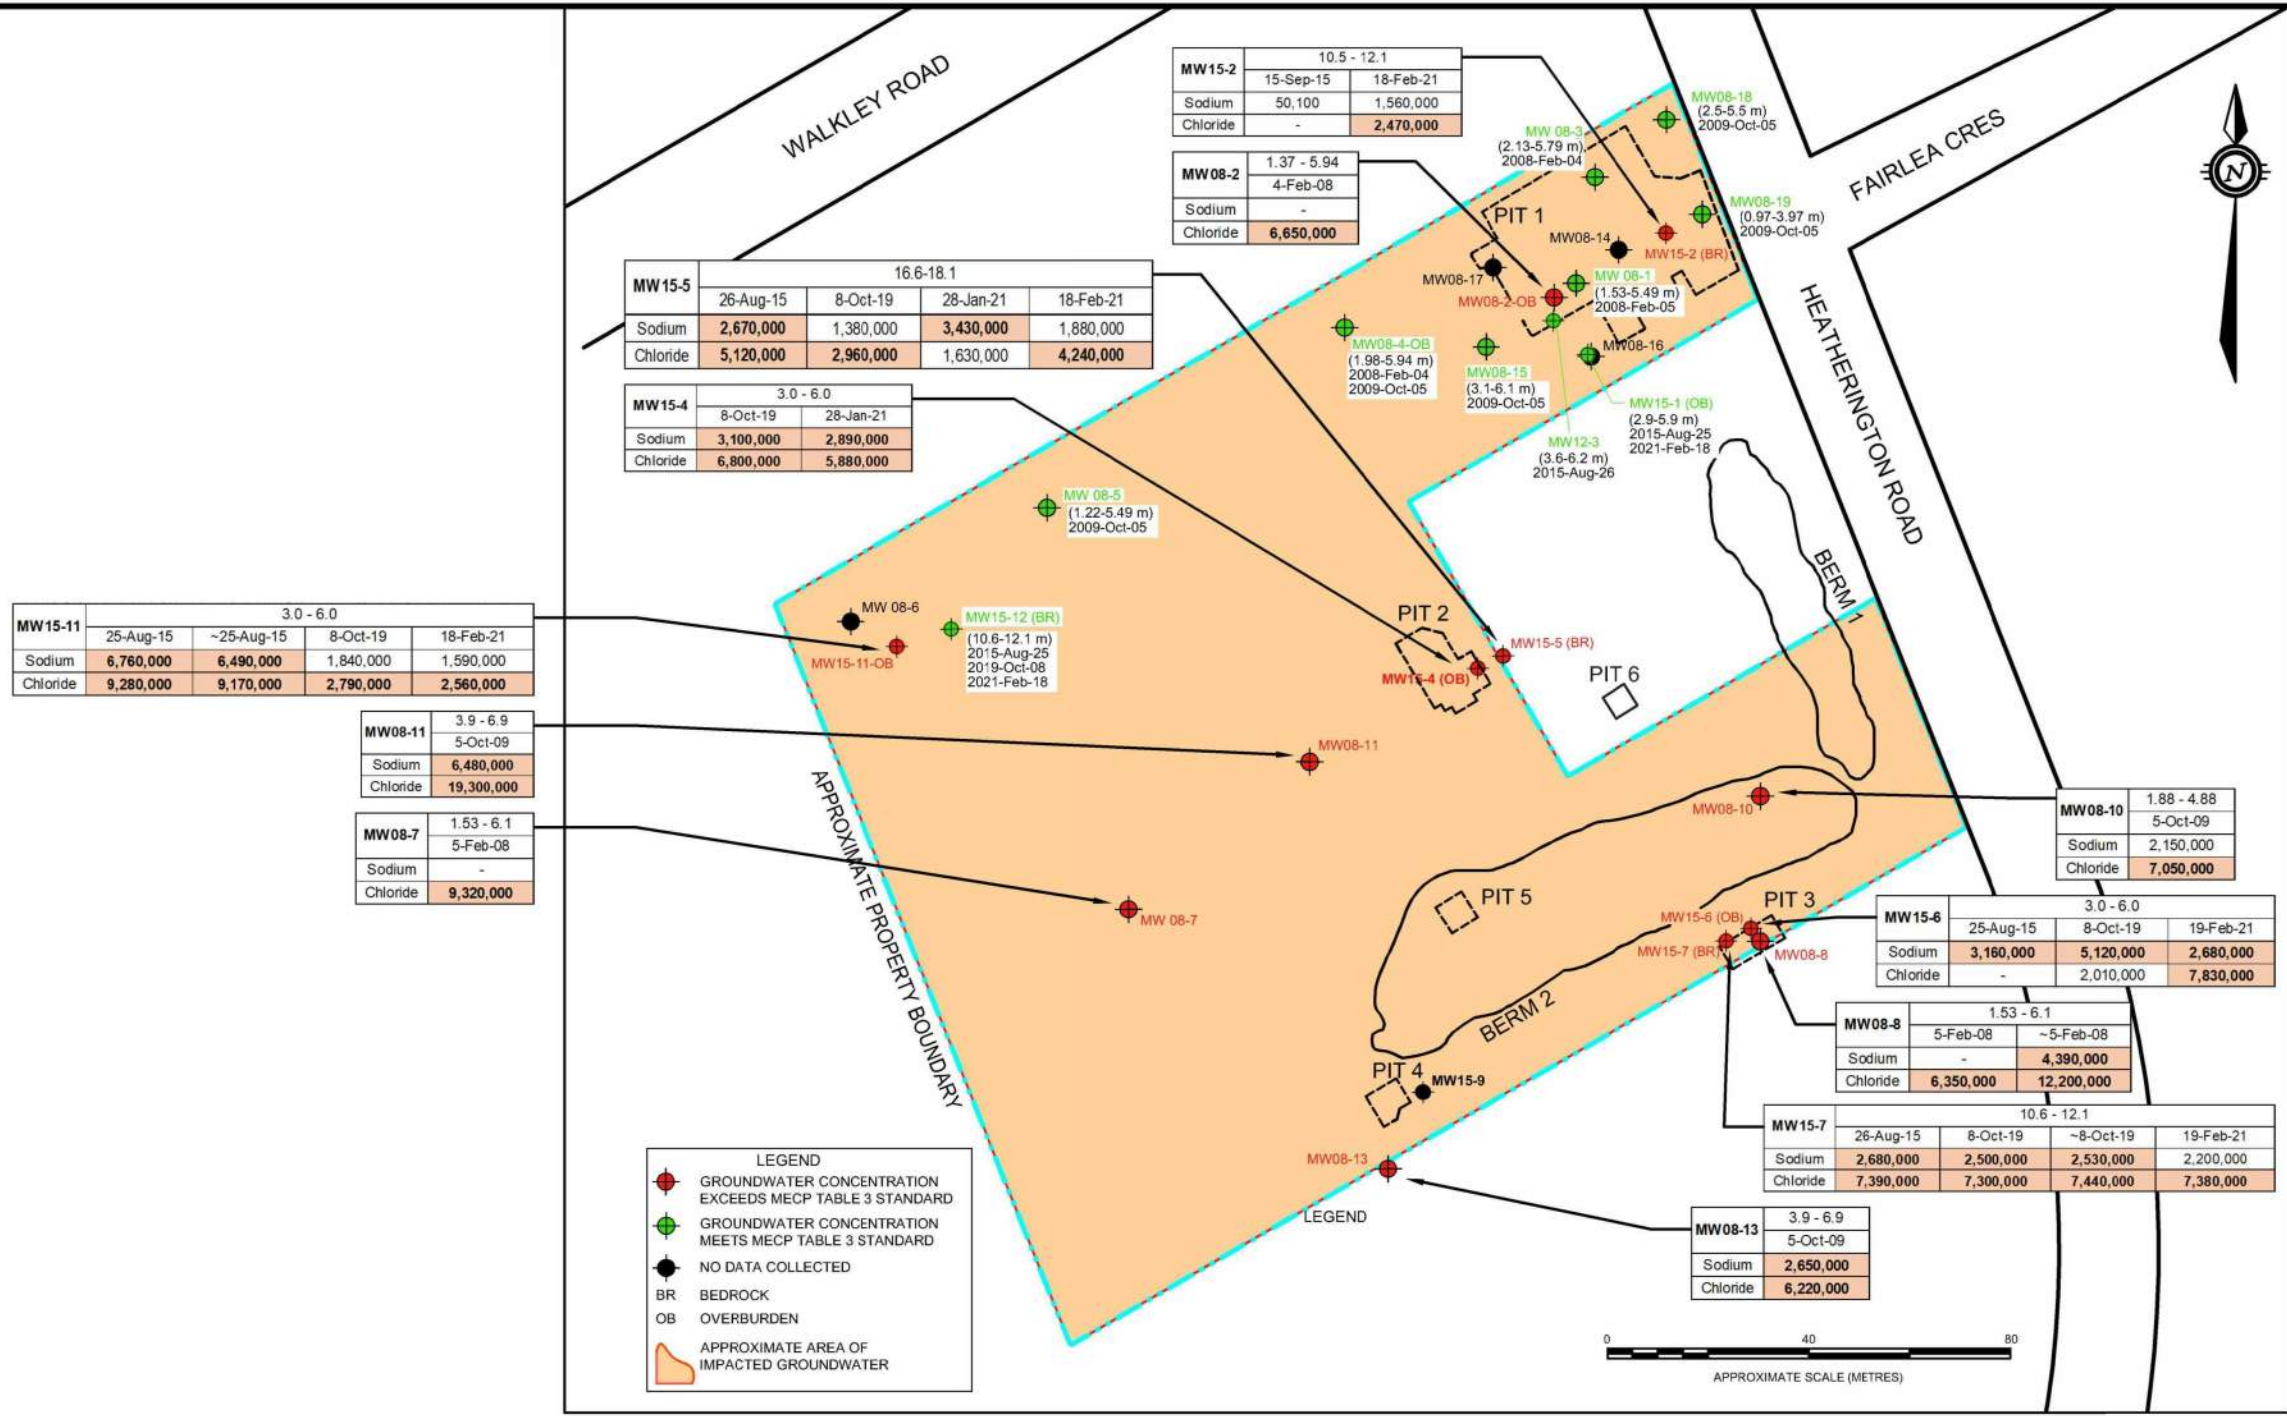 WALKLEY ROAD
FAIRLEA CRES
HEATHERINGTON ROAD
N
MW15-2 10.5 - 12.1
15-Sep-15 18-Feb-21
Sodium 50,100 1,560,000
Chloride - 2,470,000
MW08-2 1.37 - 5.94
4-Feb-08
Sodium -
Chloride 6,650,000
MW15-5 16.6-18.1
26-Aug-15 8-Oct-19 28-Jan-21 18-Feb-21
Sodium 2,670,000 1,380,000 3,430,000 1,880,000
Chloride 5,120,000 2,960,000 1,630,000 4,240,000
MW15-4 3.0 - 6.0
8-Oct-19 28-Jan-21
Sodium 3,100,000 2,890,000
Chloride 6,800,000 5,880,000
MW15-11 3.0 - 6.0
25-Aug-15 ~25-Aug-15 8-Oct-19 18-Feb-21
Sodium 6,760,000 6,490,000 1,840,000 1,590,000
Chloride 9,280,000 9,170,000 2,790,000 2,560,000
MW08-11 3.9 - 6.9
5-Oct-09
Sodium 6,480,000
Chloride 19,300,000
MW08-7 1.53 - 6.1
5-Feb-08
Sodium -
Chloride 9,320,000
MW08-18
(2.5-5.5 m)
2009-Oct-05
MW 08-3
(2.13-5.79 m)
2008-Feb-04
MW08-19
(0.97-3.97 m)
2009-Oct-05
PIT 1
MW08-14
MW15-2 (BR)
MW08-17
MW 08-1
(1.53-5.49 m)
2008-Feb-05
MW08-2-OB
MW08-16
MW08-4-OB
(1.98-5.94 m)
2008-Feb-04
2009-Oct-05
MW08-15
(3.1-6.1 m)
2009-Oct-05
MW15-1 (OB)
(2.9-5.9 m)
2015-Aug-25
2021-Feb-18
MW12-3
(3.6-6.2 m)
2015-Aug-26
MW 08-5
(1.22-5.49 m)
2009-Oct-05
BERM 1
MW 08-6
MW15-11-OB
MW15-12 (BR)
(10.6-12.1 m)
2015-Aug-25
2019-Oct-08
2021-Feb-18
PIT 2
MW15-5 (BR)
MW15-4 (OB)
PIT 6
MW08-11
MW08-10
APPROXIMATE PROPERTY BOUNDARY
MW 08-7
PIT 5
PIT 3
MW15-6 (OB)
MW15-7 (BR)
MW08-8
BERM 2
PIT 4
MW15-9
MW08-13
LEGEND
MW08-10 1.88 - 4.88
5-Oct-09
Sodium 2,150,000
Chloride 7,050,000
MW15-6 3.0 - 6.0
25-Aug-15 8-Oct-19 19-Feb-21
Sodium 3,160,000 5,120,000 2,680,000
Chloride - 2,010,000 7,830,000
MW08-8 1.53 - 6.1
5-Feb-08 ~5-Feb-08
Sodium - 4,390,000
Chloride 6,350,000 12,200,000
MW15-7 10.6 - 12.1
26-Aug-15 8-Oct-19 ~8-Oct-19 19-Feb-21
Sodium 2,680,000 2,500,000 2,530,000 2,200,000
Chloride 7,390,000 7,300,000 7,440,000 7,380,000
MW08-13 3.9 - 6.9
5-Oct-09
Sodium 2,650,000
Chloride 6,220,000
LEGEND
GROUNDWATER CONCENTRATION
EXCEEDS MECP TABLE 3 STANDARD
GROUNDWATER CONCENTRATION
MEETS MECP TABLE 3 STANDARD
NO DATA COLLECTED
BR BEDROCK
OB OVERBURDEN
APPROXIMATE AREA OF
IMPACTED GROUNDWATER
0 40 80
APPROXIMATE SCALE (METRES)